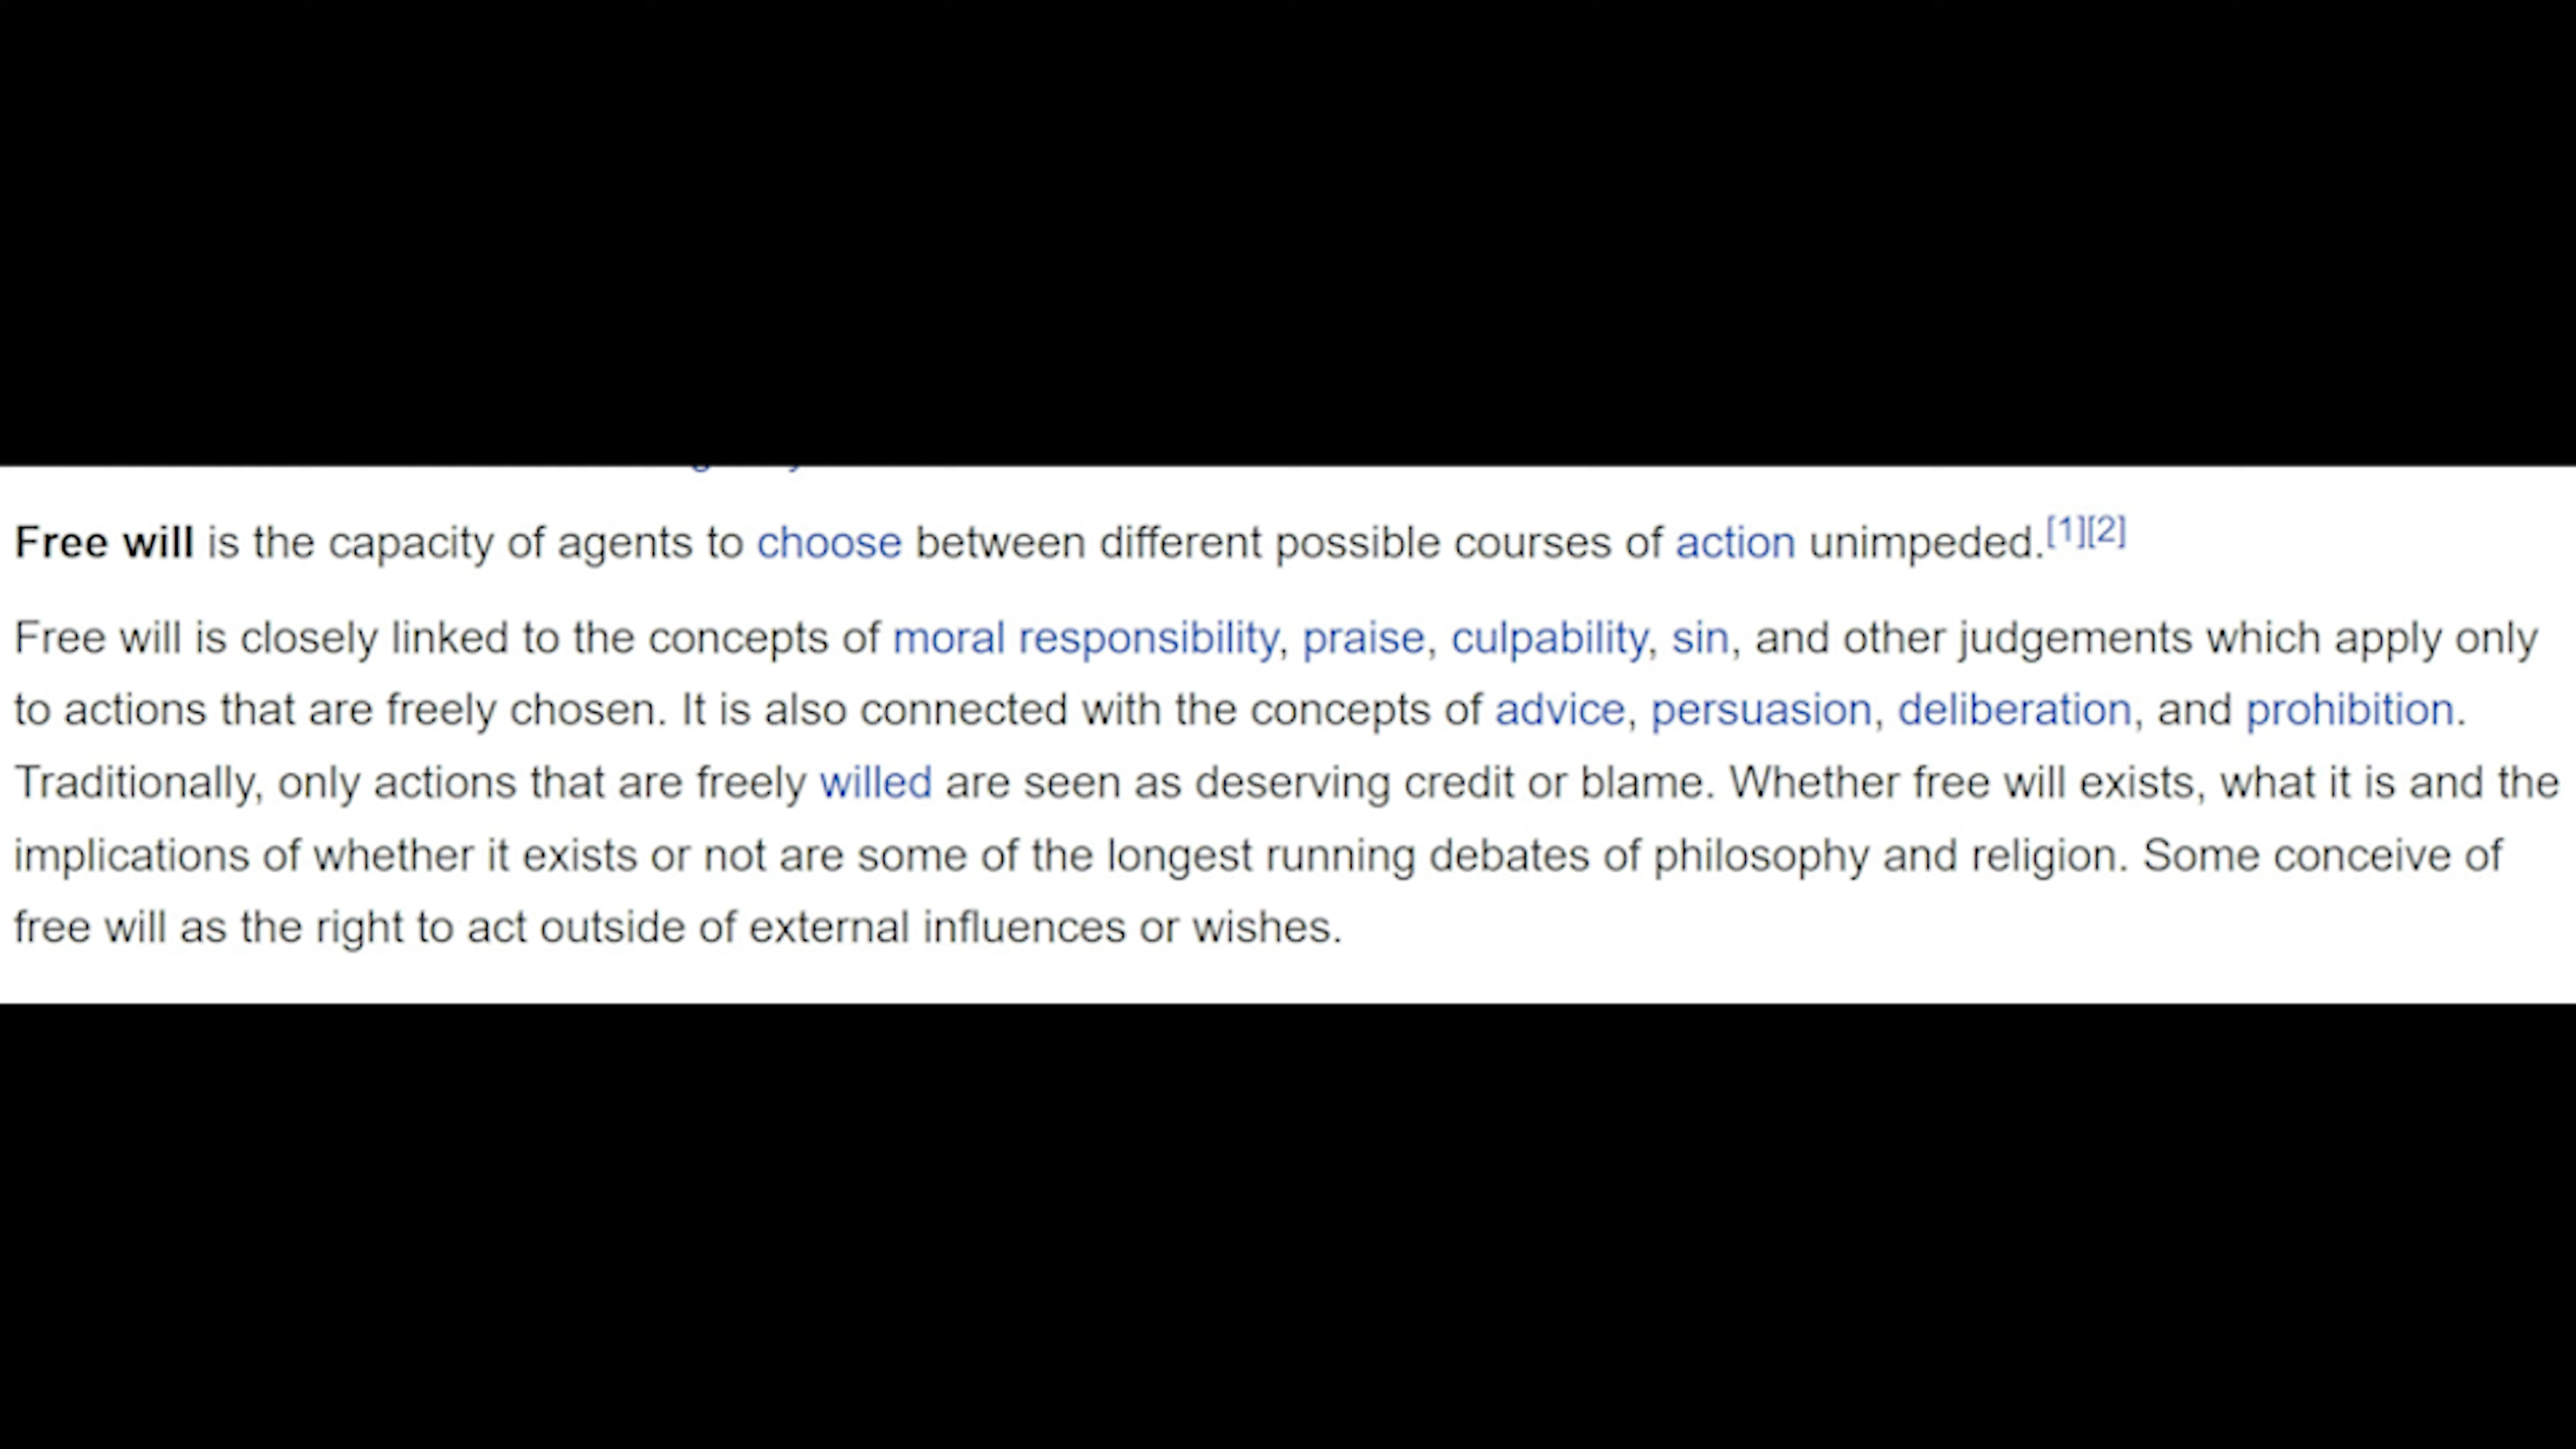 Free will is the capacity of agents to choose between different possible courses of action unimpeded.[1][2]
Free will is closely linked to the concepts of moral responsibility, praise, culpability, sin, and other judgements which apply only
to actions that are freely chosen. It is also connected with the concepts of advice, persuasion, deliberation, and prohibition.
Traditionally, only actions that are freely willed are seen as deserving credit or blame. Whether free will exists, what it is and the
implications of whether it exists or not are some of the longest running debates of philosophy and religion. Some conceive of
free will as the right to act outside of external influences or wishes.